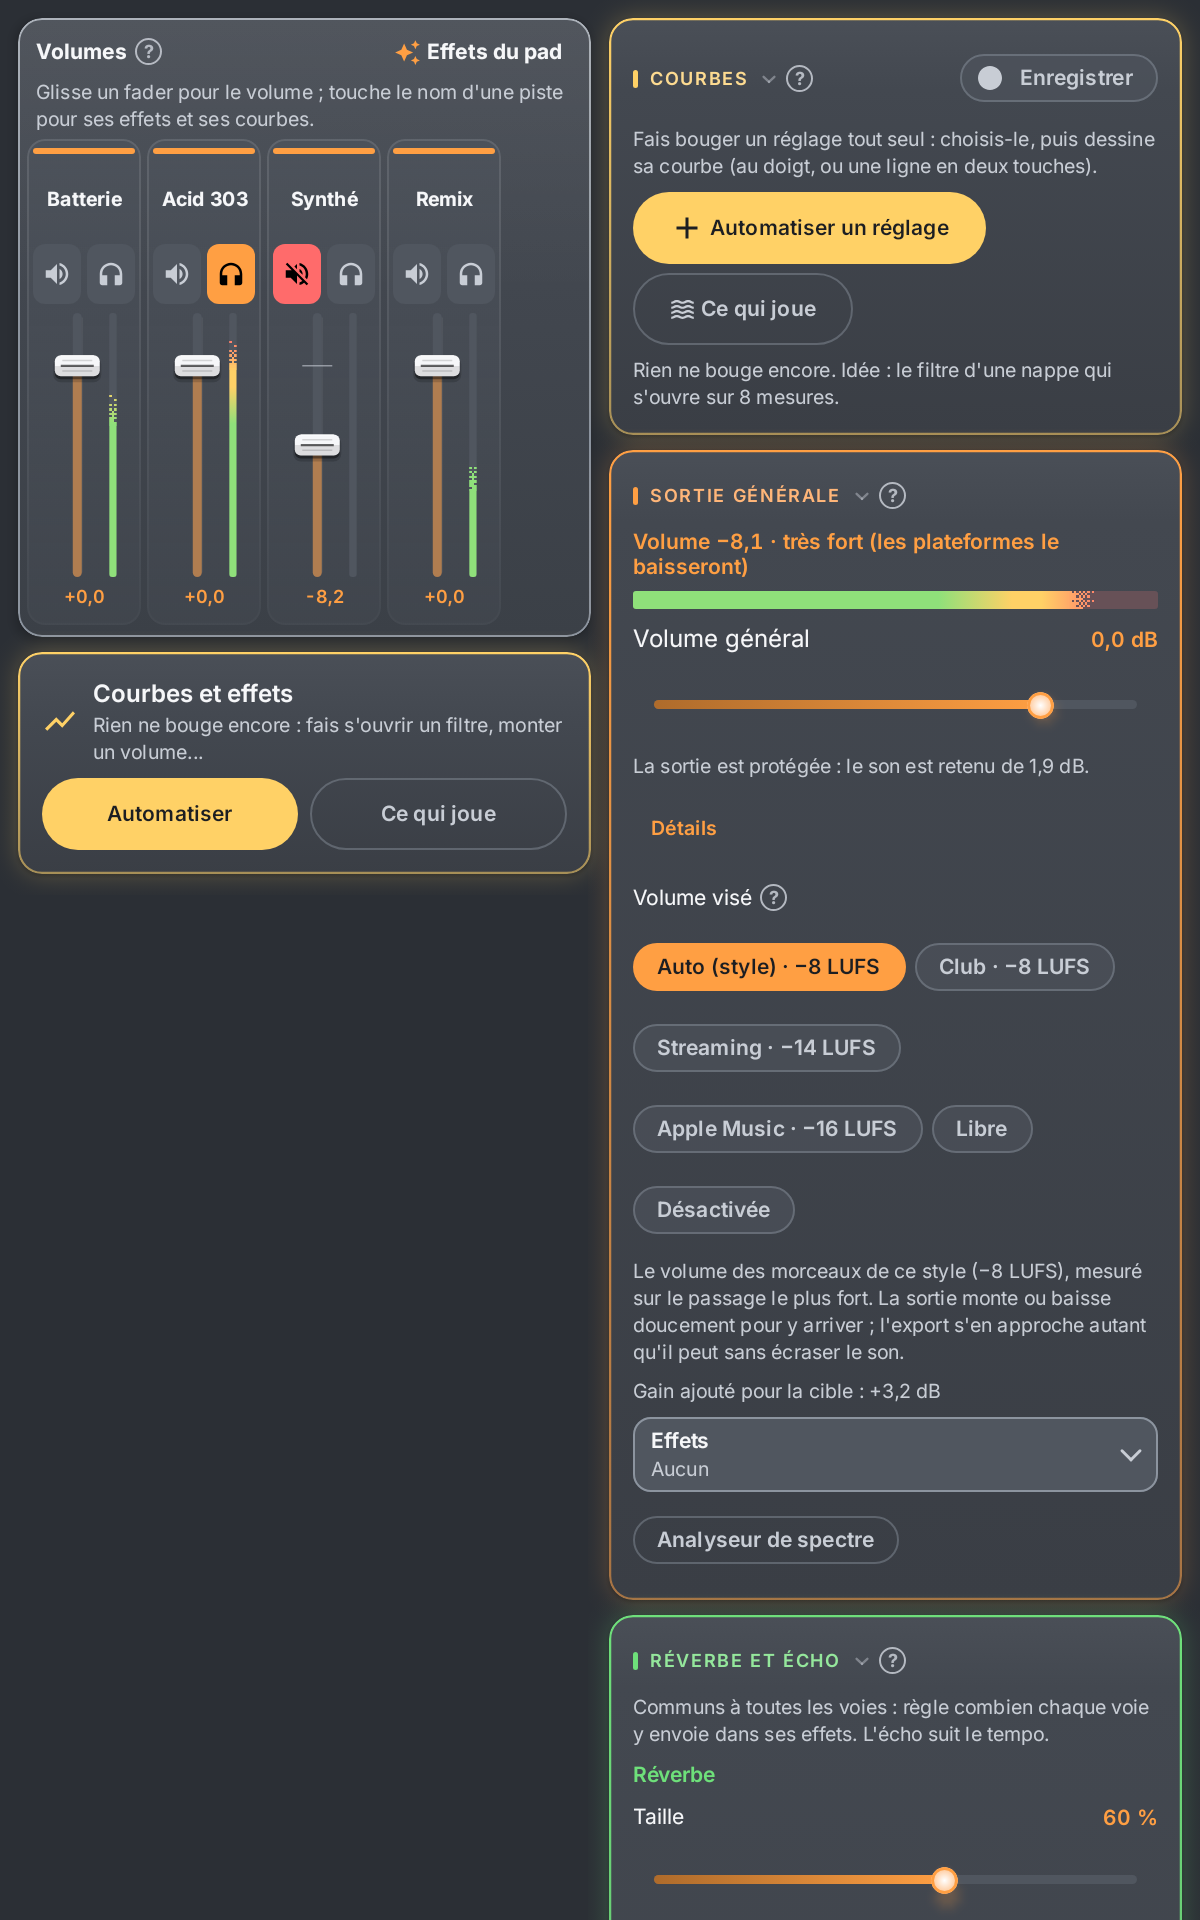 Volumes ?
Effets du pad
Glisse un fader pour le volume ; touche le nom d'une piste
pour ses effets et ses courbes.
Batterie
Acid 303
Synthé
Remix
+0,0
+0,0
-8,2
+0,0
Courbes et effets
Rien ne bouge encore : fais s'ouvrir un filtre, monter
un volume...
Automatiser
Ce qui joue
COURBES ?
Enregistrer
Fais bouger un réglage tout seul : choisis-le, puis dessine
sa courbe (au doigt, ou une ligne en deux touches).
Automatiser un réglage
Ce qui joue
Rien ne bouge encore. Idée : le filtre d'une nappe qui
s'ouvre sur 8 mesures.
SORTIE GÉNÉRALE ?
Volume −8,1 · très fort (les plateformes le
baisseront)
Volume général
0,0 dB
La sortie est protégée : le son est retenu de 1,9 dB.
Détails
Volume visé ?
Auto (style) · −8 LUFS
Club · −8 LUFS
Streaming · −14 LUFS
Apple Music · −16 LUFS
Libre
Désactivée
Le volume des morceaux de ce style (−8 LUFS), mesuré
sur le passage le plus fort. La sortie monte ou baisse
doucement pour y arriver ; l'export s'en approche autant
qu'il peut sans écraser le son.
Gain ajouté pour la cible : +3,2 dB
Effets
Aucun
Analyseur de spectre
RÉVERBE ET ÉCHO ?
Communs à toutes les voies : règle combien chaque voie
y envoie dans ses effets. L'écho suit le tempo.
Réverbe
Taille
60 %